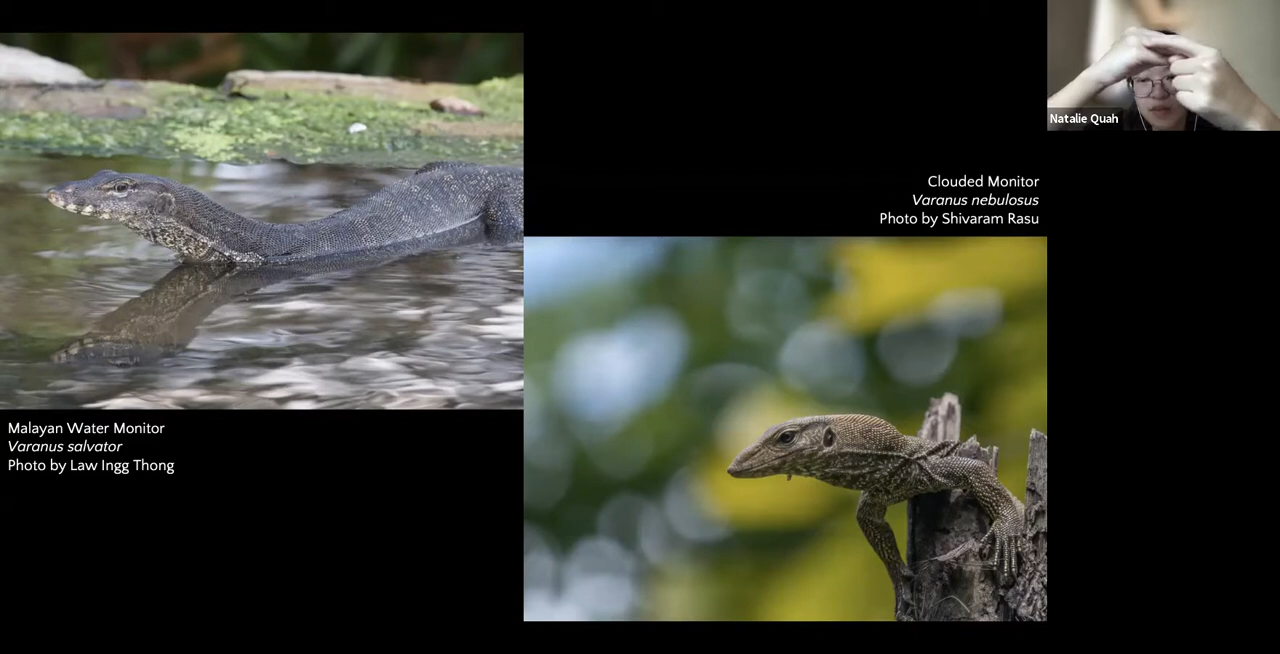 Natalie Quah
Clouded Monitor
Varanus nebulosus
Photo by Shivaram Rasu
Malayan Water Monitor
Varanus salvator
Photo by Law Ingg Thong